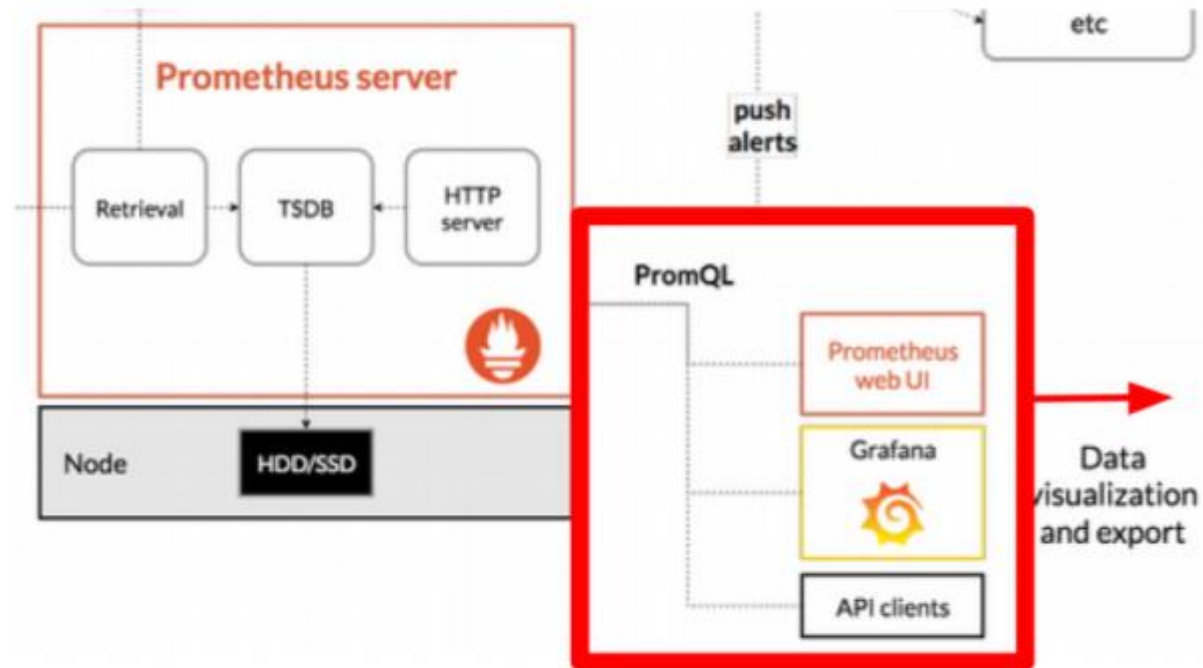 etc
Prometheus server
push
alerts
Retrieval
TSDB
HTTP
server
PromQL
Prometheus
web UI
Node
HDD/SSD
Grafana
Data
visualization
and export
API clients